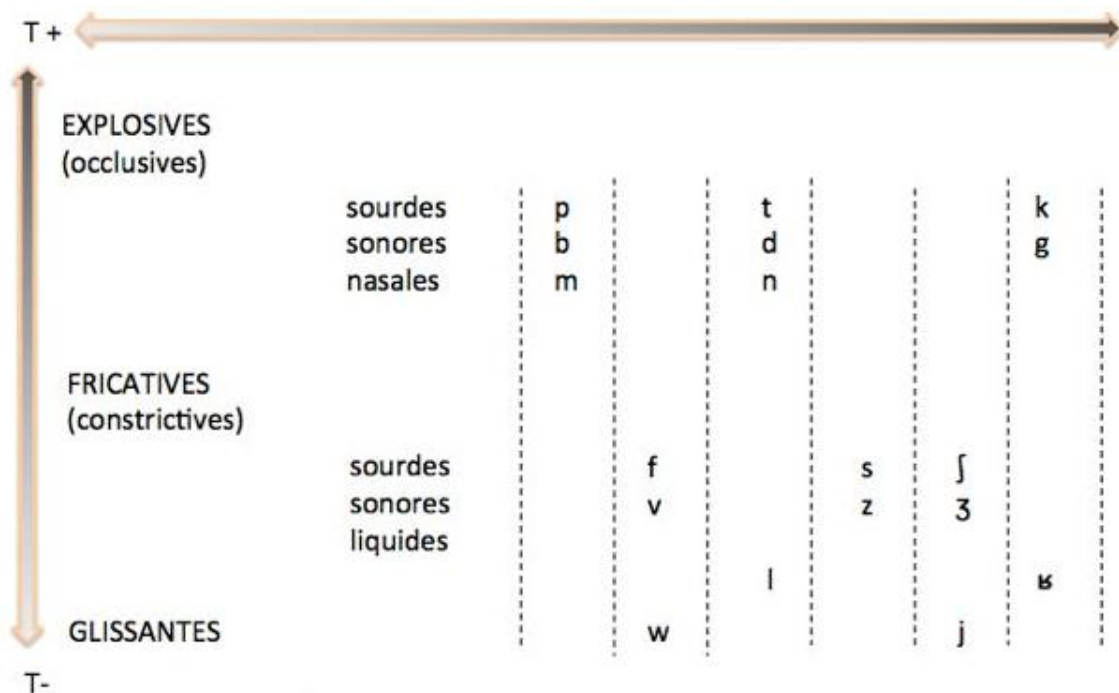 T +
EXPLOSIVES
(occlusives)
sourdes p t k
sonores b d g
nasales m n
FRICATIVES
(constrictives)
sourdes f s ʃ
sonores v z ʒ
liquides
l ʁ
GLISSANTES w j
T-